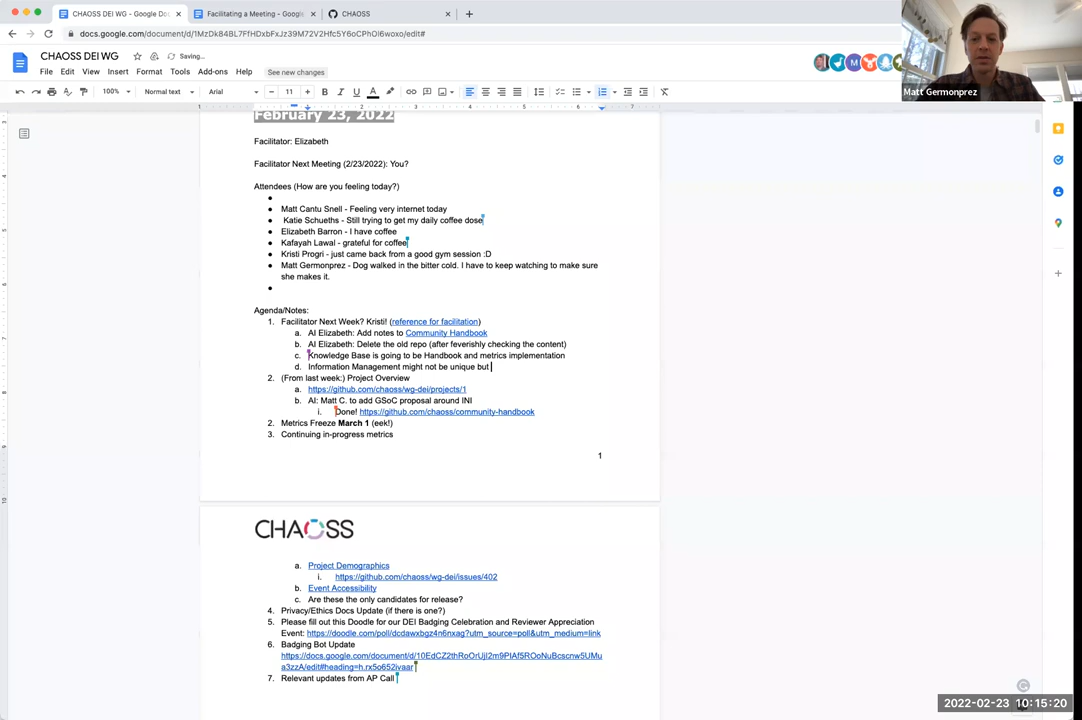 CHAOSS DEI WG - Google Doc
Facilitating a Meeting - Google
CHAOSS
docs.google.com/document/d/1MzDk84BL7FfHDxbFxJz39M72V2Hfc5Y6oCPhOl6woxo/edit#
CHAOSS DEI WG
Saving...
File Edit View Insert Format Tools Add-ons Help See new changes
100% Normal text Arial 11
Matt Germonprez
February 23, 2022
Facilitator: Elizabeth
Facilitator Next Meeting (2/23/2022): You?
Attendees (How are you feeling today?)
Matt Cantu Snell - Feeling very internet today
Katie Schueths - Still trying to get my daily coffee dose
Elizabeth Barron - I have coffee
Kafayah Lawal - grateful for coffee
Kristi Progri - just came back from a good gym session :D
Matt Germonprez - Dog walked in the bitter cold. I have to keep watching to make sure
she makes it.
Agenda/Notes:
1. Facilitator Next Week? Kristi! (reference for facilitation)
a. AI Elizabeth: Add notes to Community Handbook
b. AI Elizabeth: Delete the old repo (after feverishly checking the content)
c. Knowledge Base is going to be Handbook and metrics implementation
d. Information Management might not be unique but
2. (From last week:) Project Overview
a. https://github.com/chaoss/wg-dei/projects/1
b. AI: Matt C. to add GSoC proposal around INI
i. Done! https://github.com/chaoss/community-handbook
2. Metrics Freeze March 1 (eek!)
3. Continuing in-progress metrics
1
CHAOSS
a. Project Demographics
i. https://github.com/chaoss/wg-dei/issues/402
b. Event Accessibility
c. Are these the only candidates for release?
4. Privacy/Ethics Docs Update (if there is one?)
5. Please fill out this Doodle for our DEI Badging Celebration and Reviewer Appreciation
Event: https://doodle.com/poll/dcdawxbgz4n6nxag?utm_source=poll&utm_medium=link
6. Badging Bot Update
https://docs.google.com/document/d/10EdCZ2thRoOrUjI2m9PIAf5ROoNuBcscnw5UMu
a3zzA/edit#heading=h.rx5o652ivaar
7. Relevant updates from AP Call
2022-02-23 10:15:20